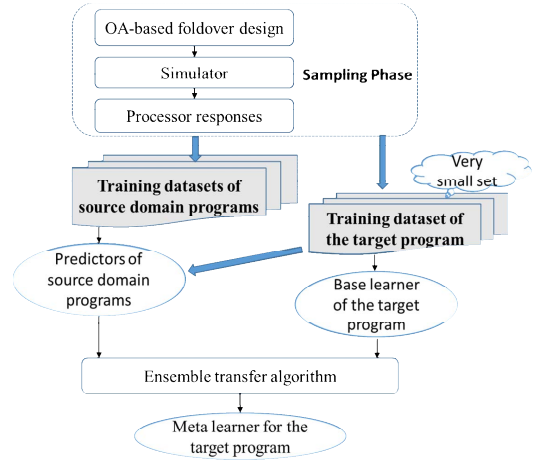 OA-based foldover design
Simulator
Sampling Phase
Processor responses
Very
small set
Training datasets of
source domain programs
Training dataset of
the target program
Predictors of
source domain
programs
Base learner
of the target
program
Ensemble transfer algorithm
Meta learner for the
target program